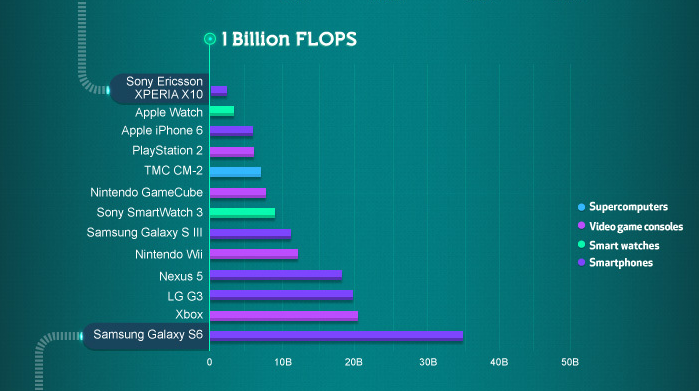 1 Billion FLOPS
Sony Ericsson
XPERIA X10
Apple Watch
Apple iPhone 6
PlayStation 2
TMC CM-2
Nintendo GameCube
Sony SmartWatch 3
Samsung Galaxy S III
Nintendo Wii
Nexus 5
LG G3
Xbox
Samsung Galaxy S6
0 10B 20B 30B 40B 50B
Supercomputers
Video game consoles
Smart watches
Smartphones